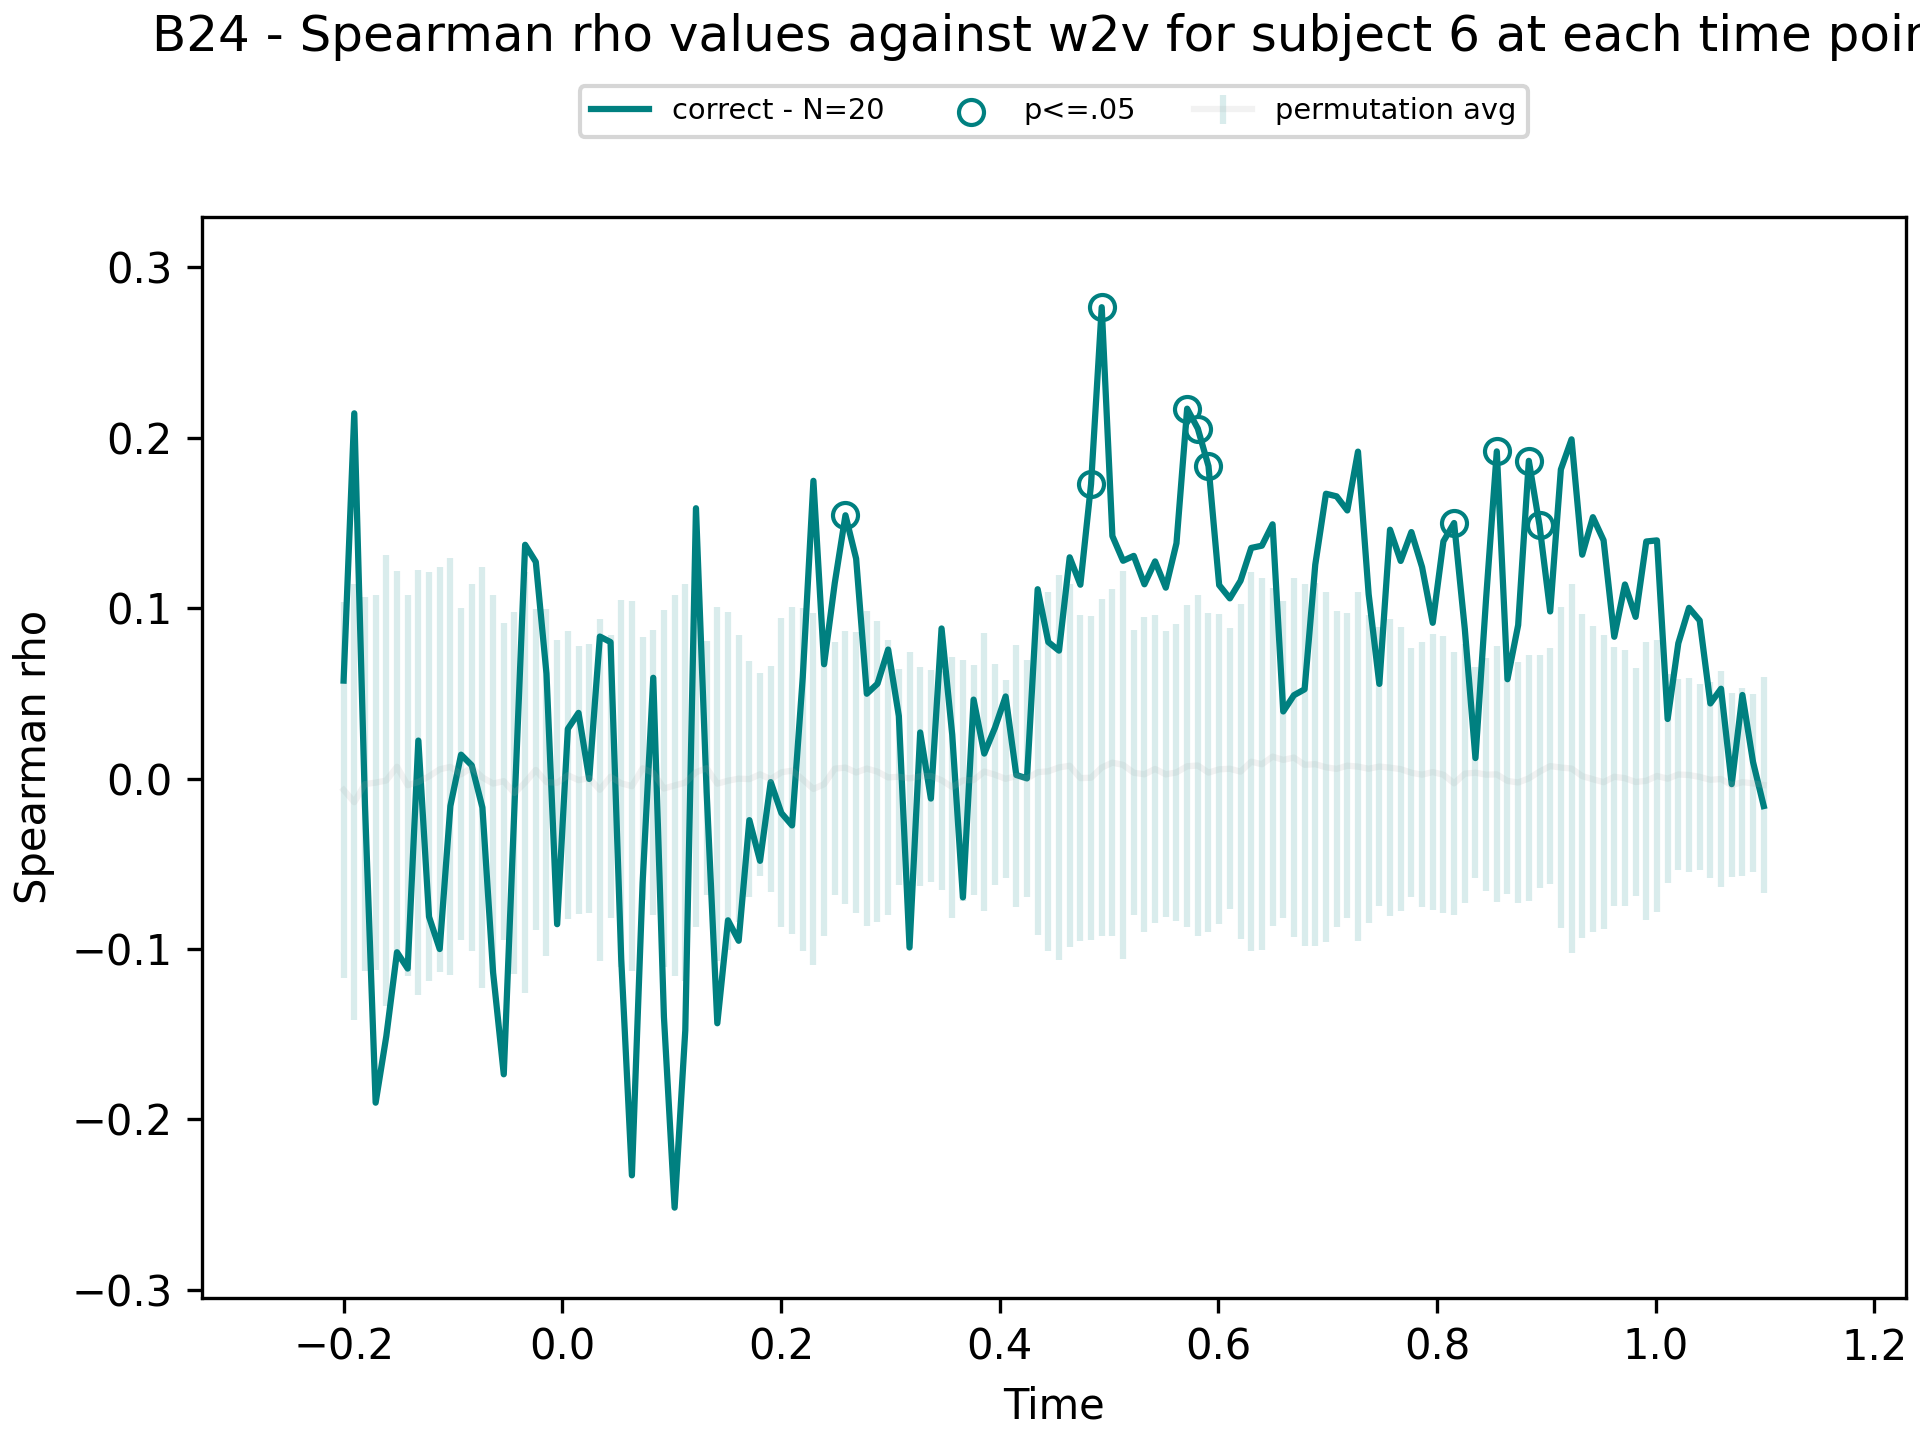 B24 - Spearman rho values against w2v for subject 6 at each time
correct - N=20 p<=.05 permutation avg
0.3
0.2
0.1
0.0
−0.1
−0.2
−0.3
Spearman rho
−0.2 0.0 0.2 0.4 0.6 0.8 1.0 1.2
Time